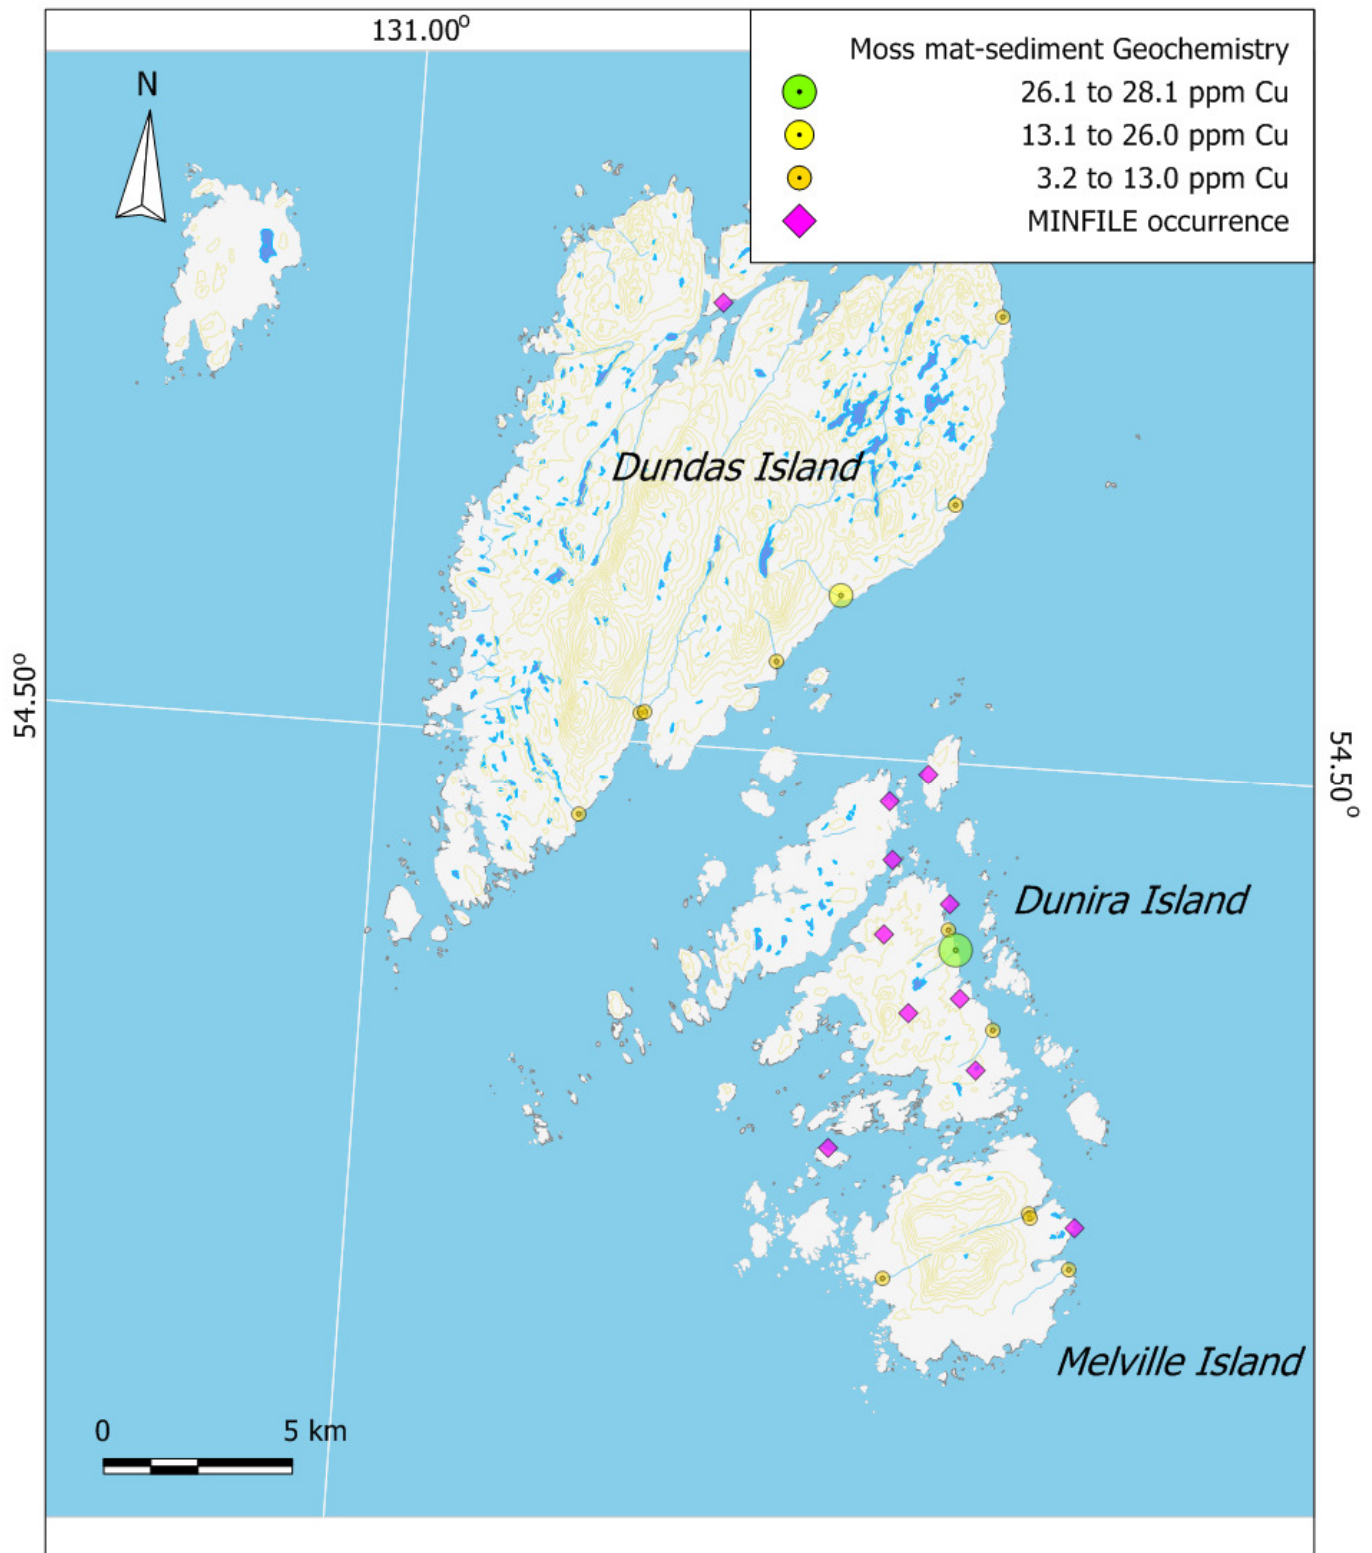 131.00°
Moss mat-sediment Geochemistry
26.1 to 28.1 ppm Cu
13.1 to 26.0 ppm Cu
3.2 to 13.0 ppm Cu
MINFILE occurrence
N
Dundas Island
54.50°
54.50°
Dunira Island
Melville Island
0 5 km